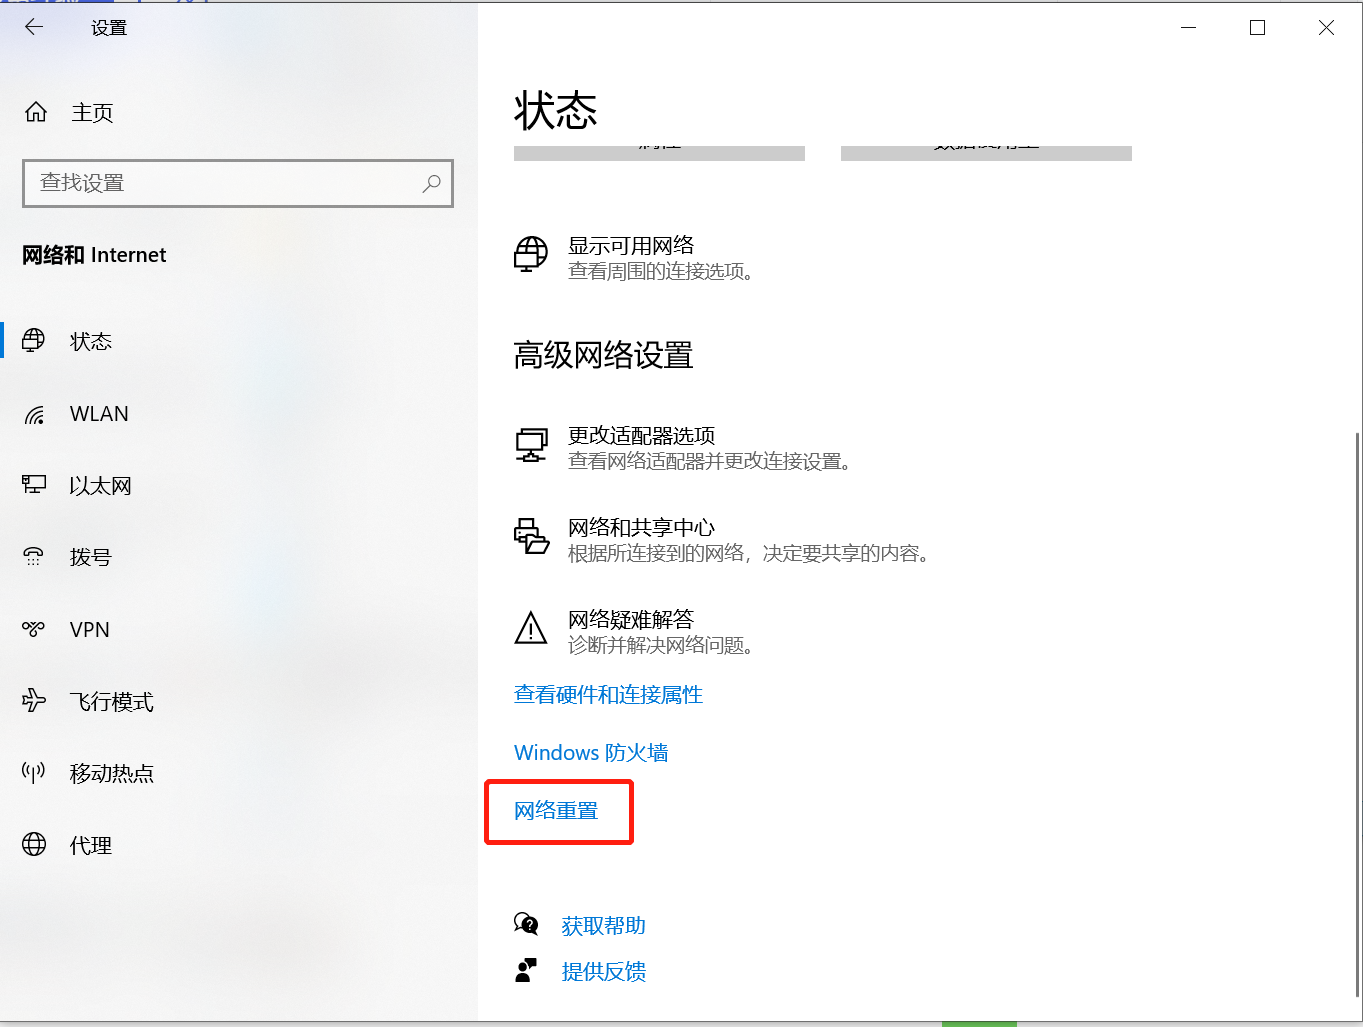 设置
主页
查找设置
网络和 Internet
状态
WLAN
以太网
拨号
VPN
飞行模式
移动热点
代理
状态
显示可用网络
查看周围的连接选项。
高级网络设置
更改适配器选项
查看网络适配器并更改连接设置。
网络和共享中心
根据所连接到的网络，决定要共享的内容。
网络疑难解答
诊断并解决网络问题。
查看硬件和连接属性
Windows 防火墙
网络重置
获取帮助
提供反馈